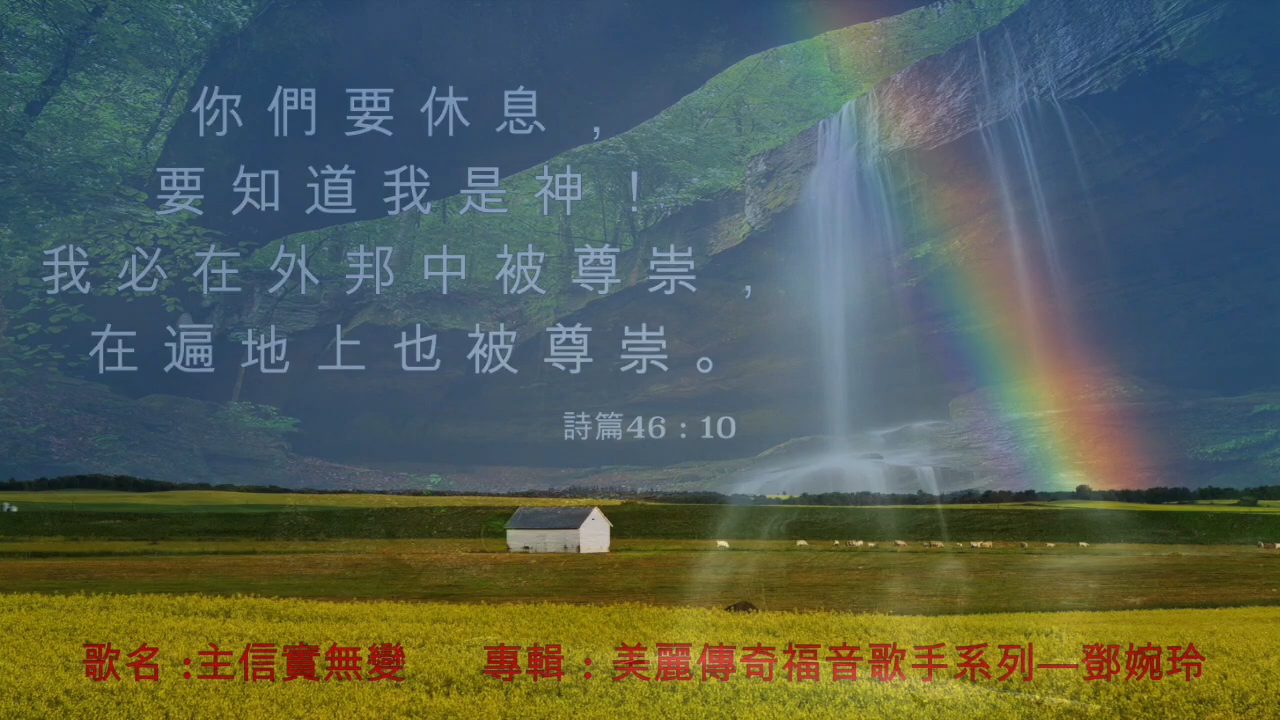 你們要休息，
要知道我是神！
我必在外邦中被尊崇，
在遍地上也被尊崇。
詩篇46：10
歌名:主信實無變 專輯：美麗傳奇福音歌手系列—鄧婉玲